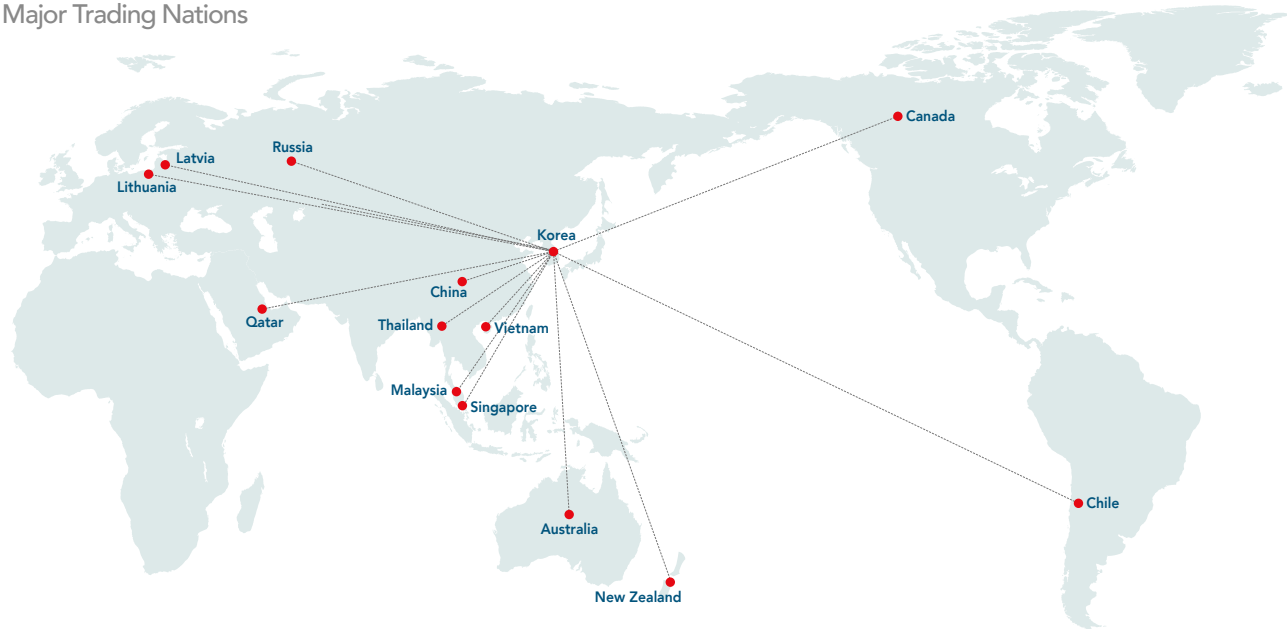 Major Trading Nations
Canada
Russia
Latvia
Lithuania
Korea
China
Qatar
Thailand
Vietnam
Malaysia
Singapore
Chile
Australia
New Zealand